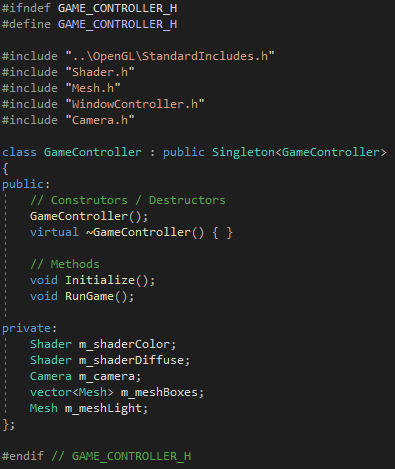 #ifndef GAME_CONTROLLER_H
#define GAME_CONTROLLER_H
#include "..\OpenGL\StandardIncludes.h"
#include "Shader.h"
#include "Mesh.h"
#include "WindowController.h"
#include "Camera.h"
class GameController : public Singleton<GameController>
{
public:
// Construtors / Destructors
GameController();
virtual ~GameController() { }
// Methods
void Initialize();
void RunGame();
private:
Shader m_shaderColor;
Shader m_shaderDiffuse;
Camera m_camera;
vector<Mesh> m_meshBoxes;
Mesh m_meshLight;
};
#endif // GAME_CONTROLLER_H